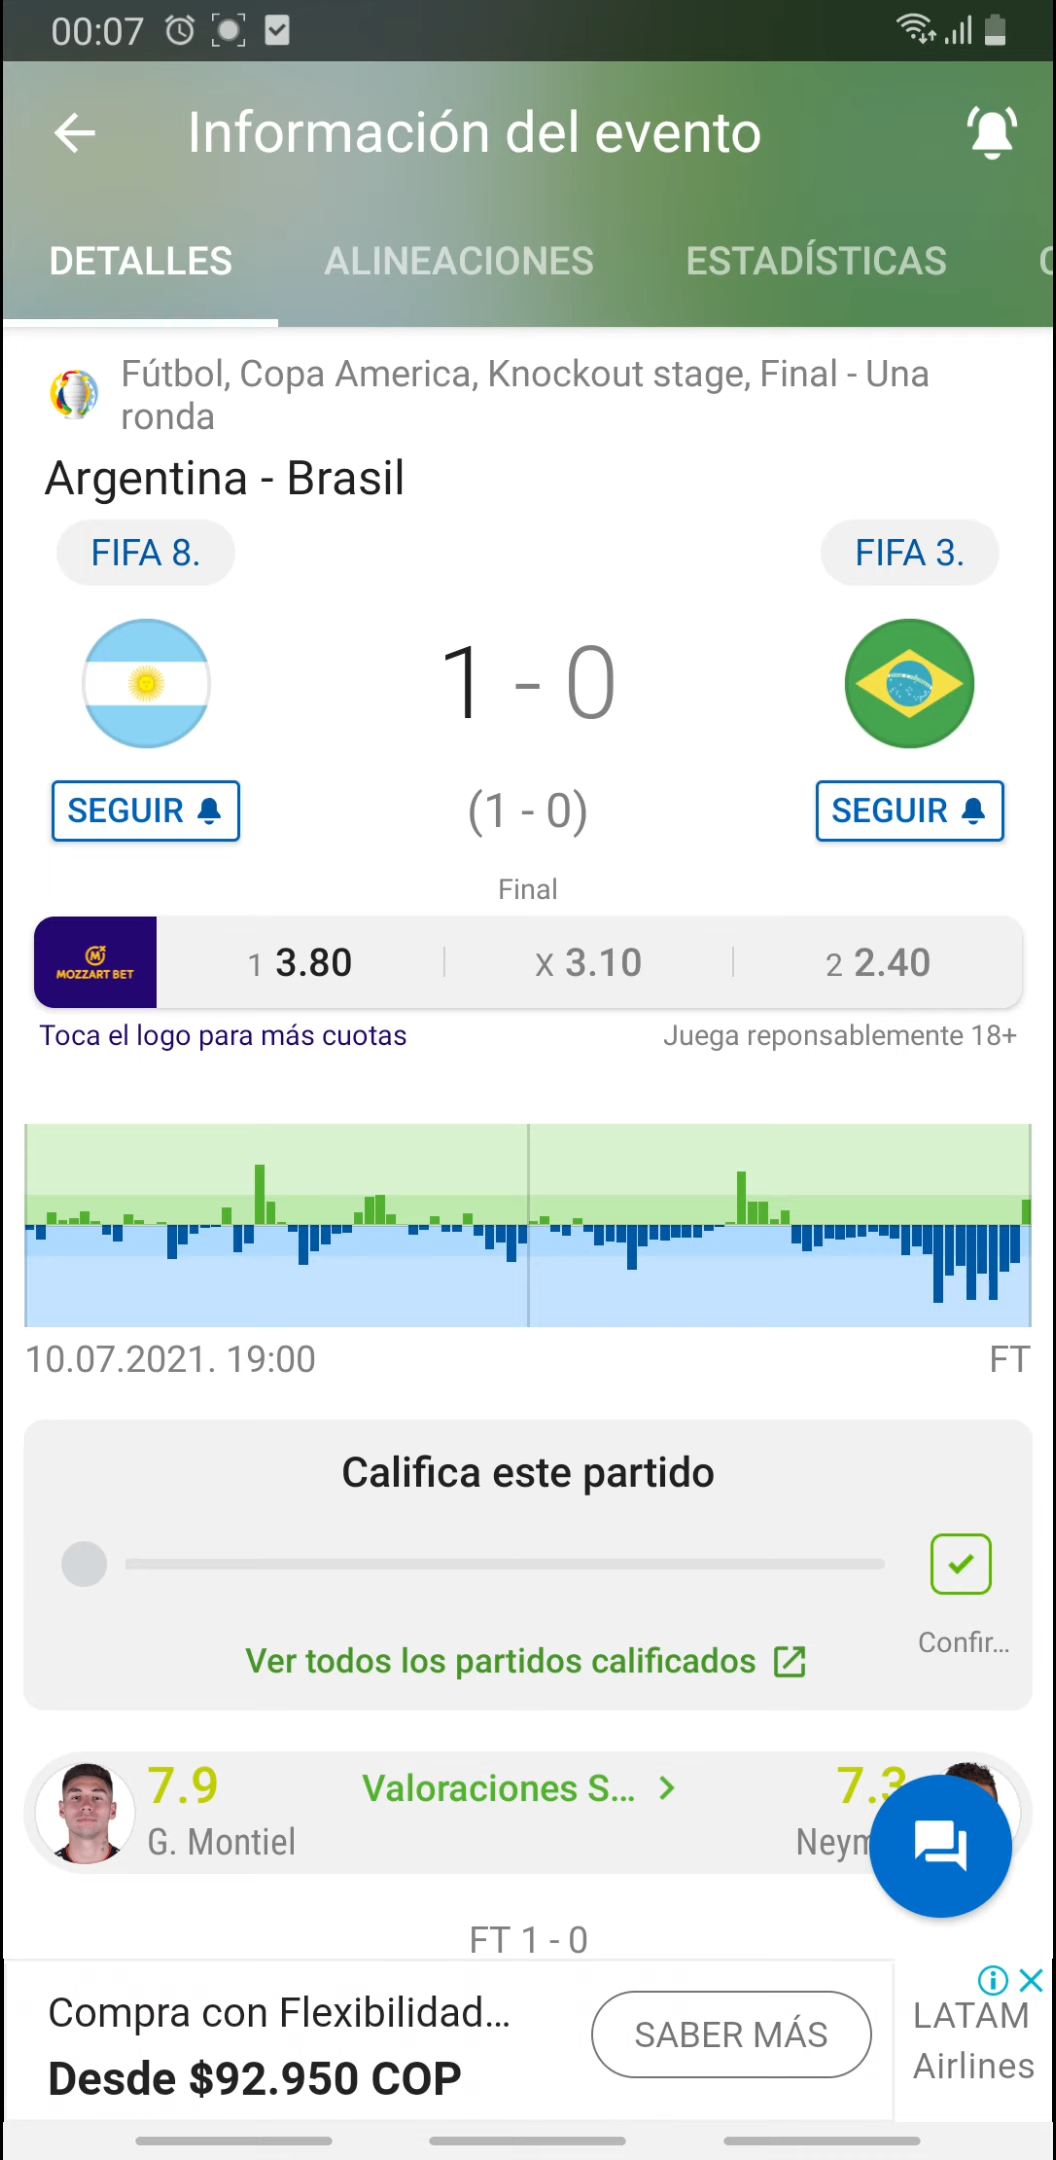 00:07
Información del evento
DETALLES ALINEACIONES ESTADÍSTICAS
Fútbol, Copa America, Knockout stage, Final - Una
ronda
Argentina - Brasil
FIFA 8. FIFA 3.
1 - 0
SEGUIR (1 - 0) SEGUIR
Final
MOZZART BET 1 3.80 X 3.10 2 2.40
Toca el logo para más cuotas Juega reponsablemente 18+
10.07.2021. 19:00 FT
Califica este partido
Confir...
Ver todos los partidos calificados
7.9 Valoraciones S... 7.3
G. Montiel Neym
FT 1 - 0
Compra con Flexibilidad...
Desde $92.950 COP
SABER MÁS
LATAM
Airlines